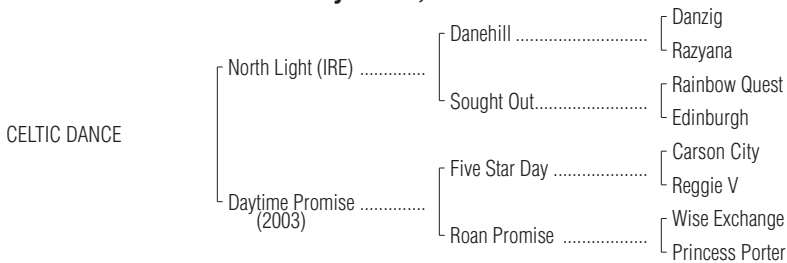 Danehill .............................. Danzig
Razyana
North Light (IRE) ..............
Sought Out......................... Rainbow Quest
Edinburgh
CELTIC DANCE
Five Star Day .................... Carson City
Reggie V
Daytime Promise ..............
(2003)
Roan Promise .................. Wise Exchange
Princess Porter